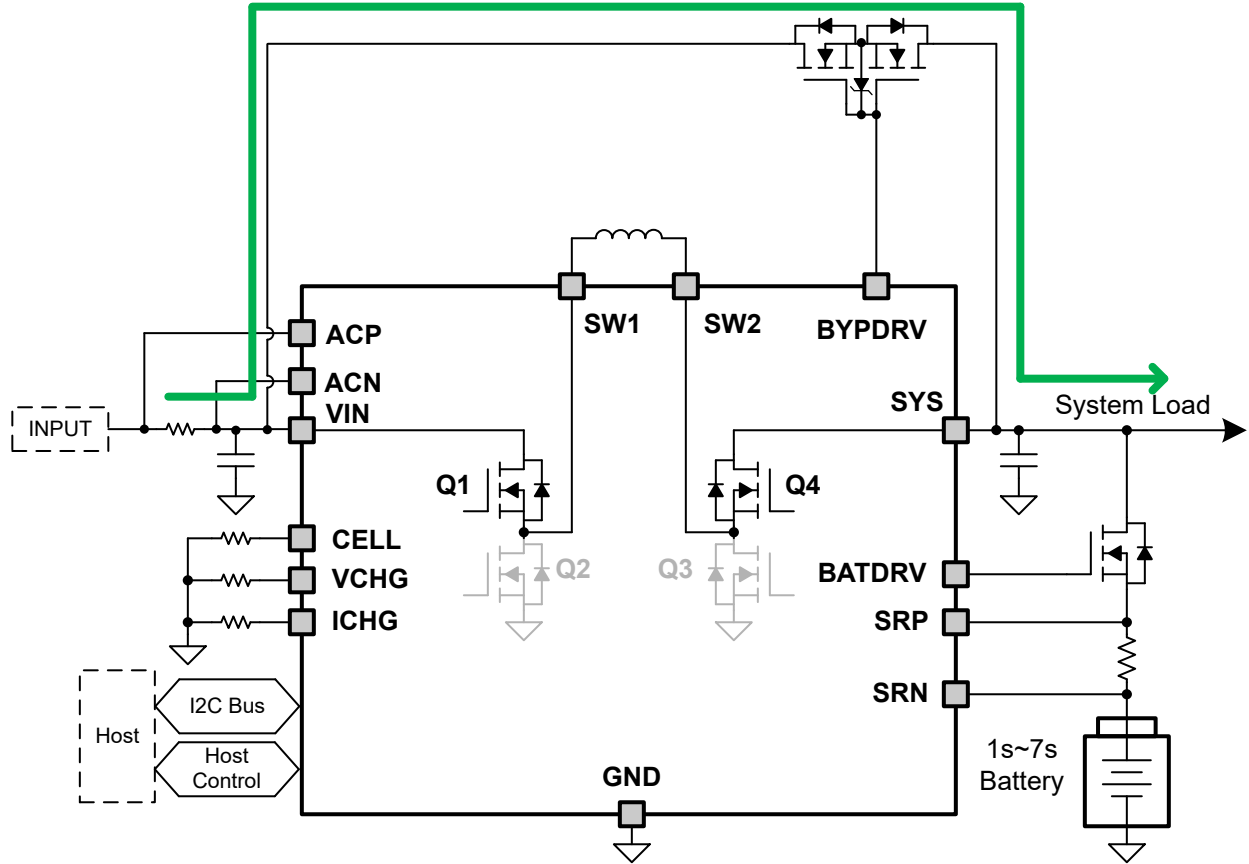 SW1
SW2
BYPDRV
ACP
ACN
VIN
INPUT
SYS
System Load
Q1
Q4
Q2
Q3
CELL
VCHG
ICHG
BATDRV
SRP
SRN
Host
I2C Bus
Host
Control
GND
1s~7s
Battery